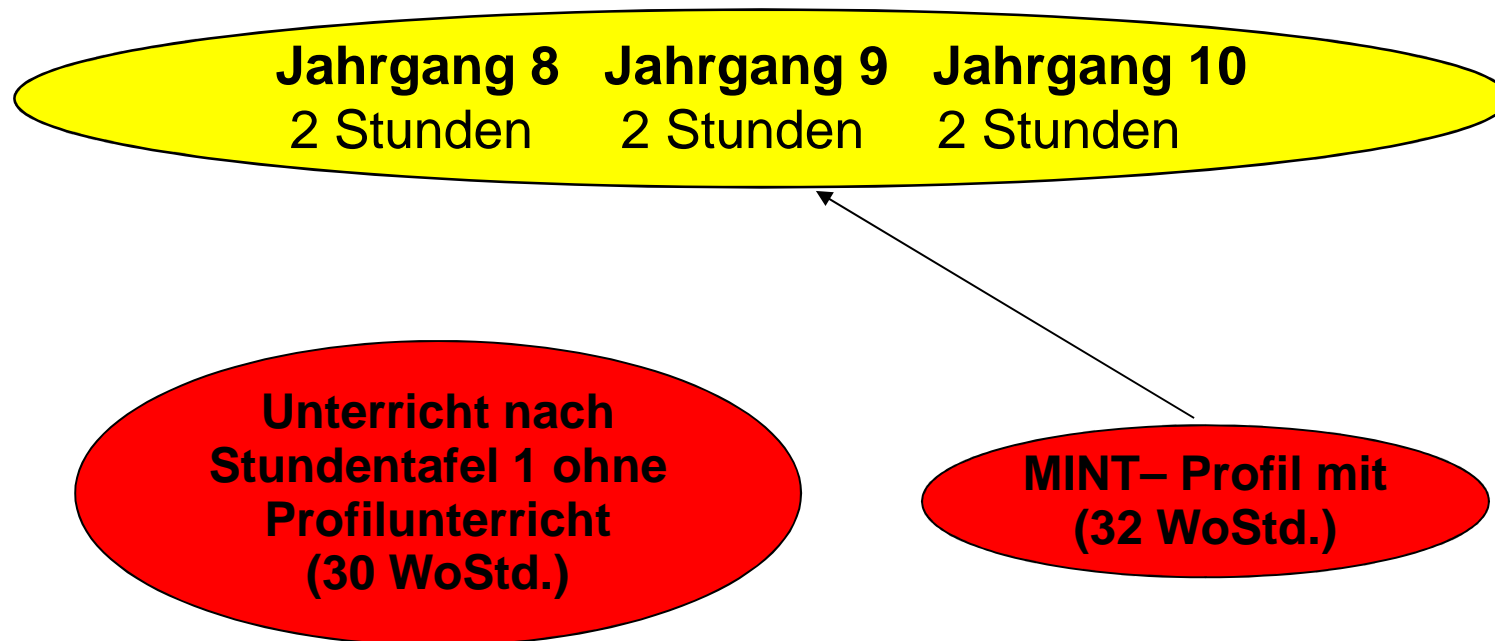 Jahrgang 8 Jahrgang 9 Jahrgang 10
2 Stunden 2 Stunden 2 Stunden
Unterricht nach
Stundentafel 1 ohne
Profilunterricht
(30 WoStd.)
MINT– Profil mit
(32 WoStd.)